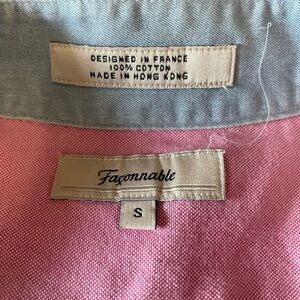 DESIGNED IN FRANCE
100% COTTON
MADE IN HONG KONG
Façonnable
S